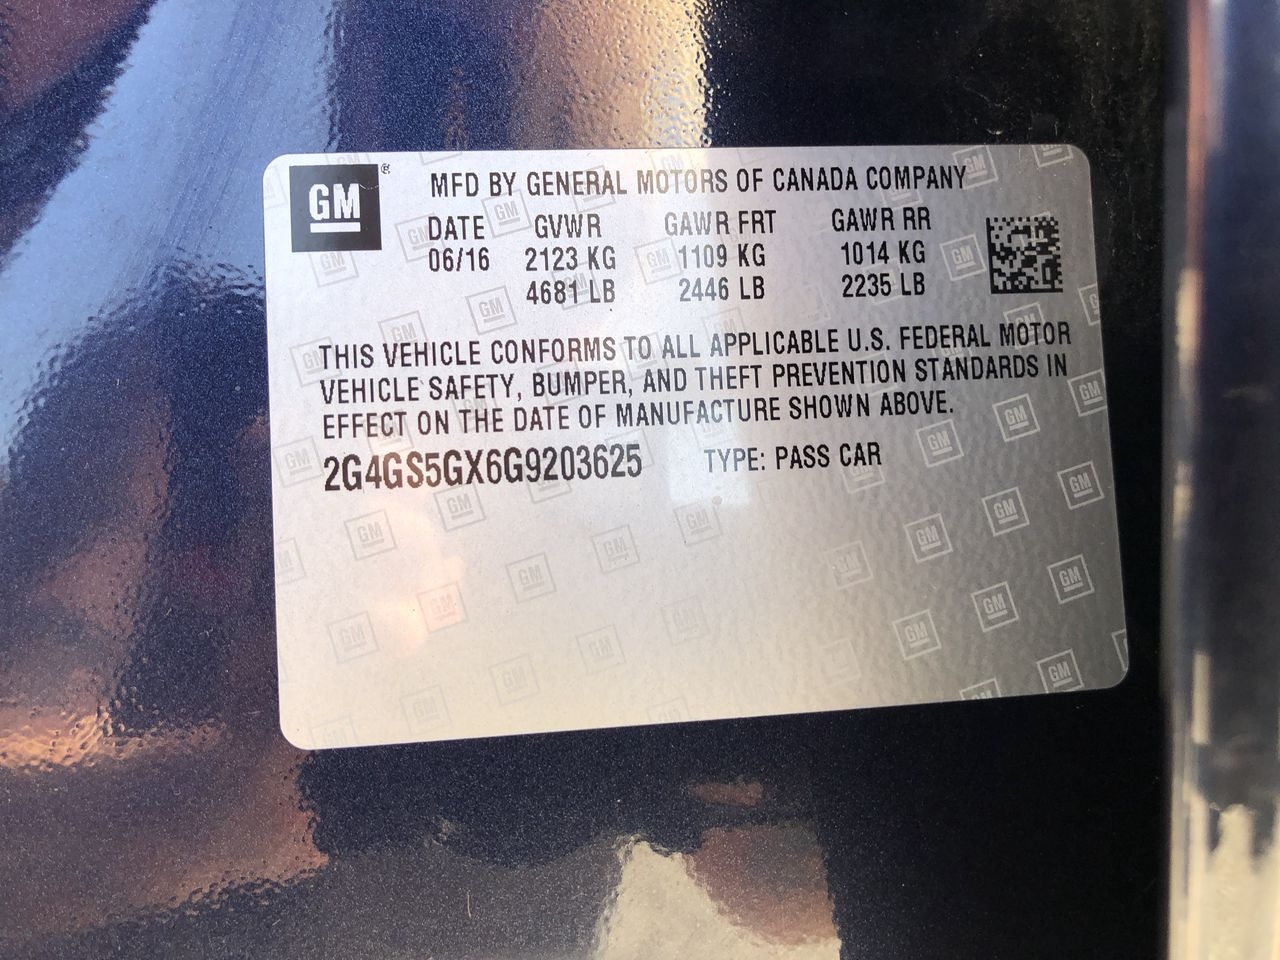 GM ®
MFD BY GENERAL MOTORS OF CANADA COMPANY
DATE GVWR GAWR FRT GAWR RR
06/16 2123 KG 1109 KG 1014 KG
4681 LB 2446 LB 2235 LB
THIS VEHICLE CONFORMS TO ALL APPLICABLE U.S. FEDERAL MOTOR
VEHICLE SAFETY, BUMPER, AND THEFT PREVENTION STANDARDS IN
EFFECT ON THE DATE OF MANUFACTURE SHOWN ABOVE.
2G4GS5GX6G9203625 TYPE: PASS CAR